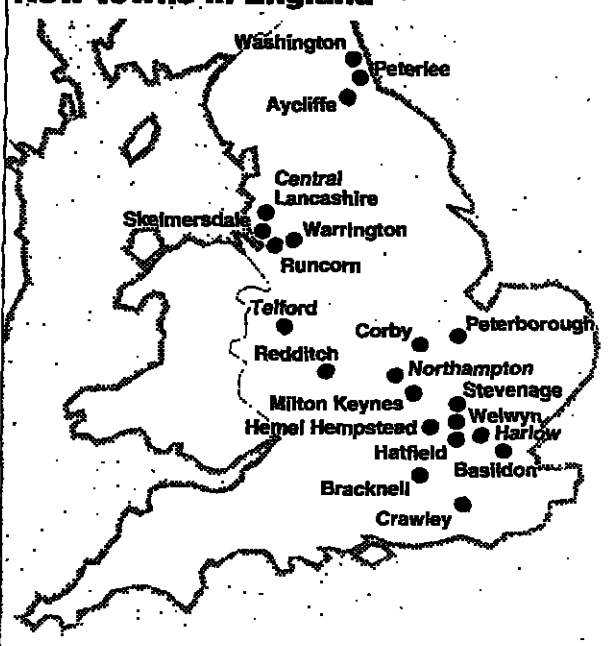 New towns in England
Washington
Peterlee
Aycliffe
Central
Lancashire
Skelmersdale
Warrington
Runcorn
Telford
Corby
Peterborough
Redditch
Northampton
Milton Keynes
Stevenage
Hemel Hempstead
Welwyn
Harlow
Hatfield
Basildon
Bracknell
Crawley